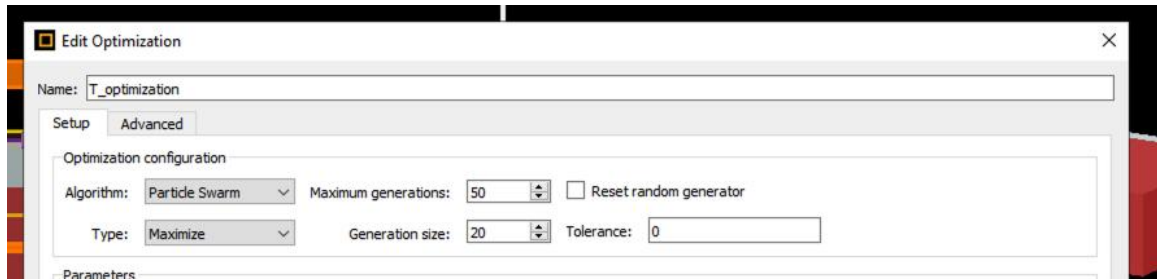 Edit Optimization
Name: T_optimization
Setup Advanced
Optimization configuration
Algorithm: Particle Swarm Maximum generations: 50 Reset random generator
Type: Maximize Generation size: 20 Tolerance: 0
Parameters